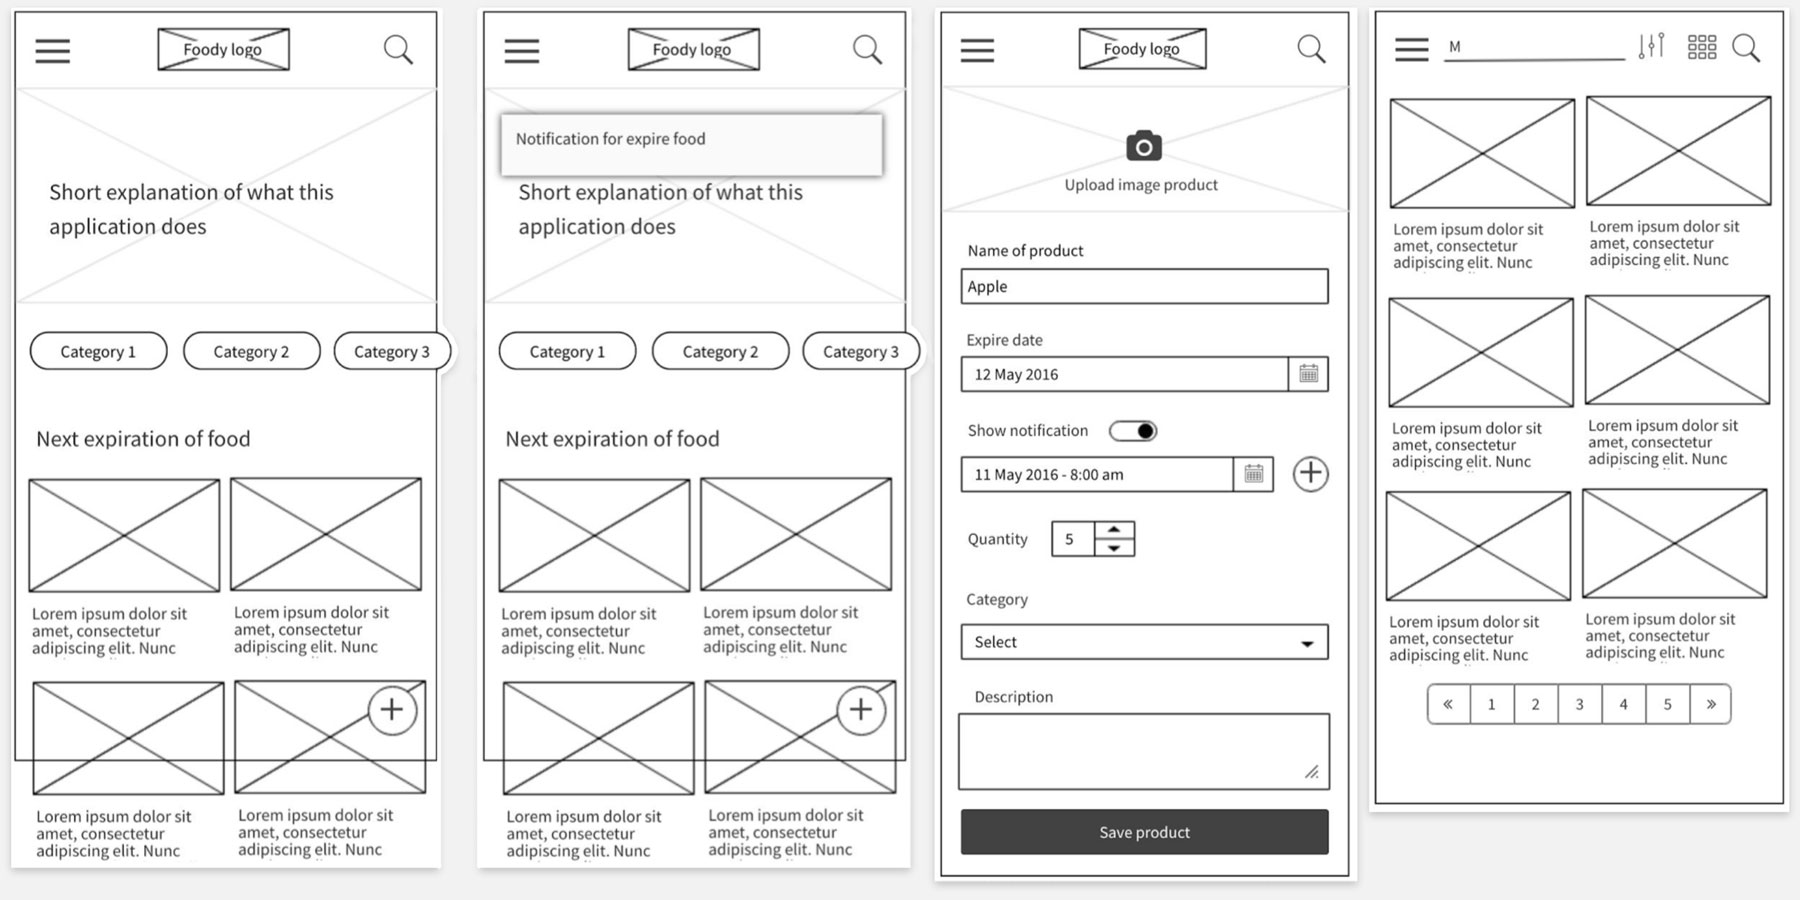 Foody logo
Short explanation of what this
application does
Category 1
Category 2
Category 3
Next expiration of food
Lorem ipsum dolor sit
amet, consectetur
adipiscing elit. Nunc
Lorem ipsum dolor sit
amet, consectetur
adipiscing elit. Nunc
Lorem ipsum dolor sit
amet, consectetur
adipiscing elit. Nunc
Lorem ipsum dolor sit
amet, consectetur
adipiscing elit. Nunc
Foody logo
Notification for expire food
Short explanation of what this
application does
Category 1
Category 2
Category 3
Next expiration of food
Lorem ipsum dolor sit
amet, consectetur
adipiscing elit. Nunc
Lorem ipsum dolor sit
amet, consectetur
adipiscing elit. Nunc
Lorem ipsum dolor sit
amet, consectetur
adipiscing elit. Nunc
Lorem ipsum dolor sit
amet, consectetur
adipiscing elit. Nunc
Foody logo
Upload image product
Name of product
Apple
Expire date
12 May 2016
Show notification
11 May 2016 - 8:00 am
Quantity
5
Category
Select
Description
Save product
M
Lorem ipsum dolor sit
amet, consectetur
adipiscing elit. Nunc
Lorem ipsum dolor sit
amet, consectetur
adipiscing elit. Nunc
Lorem ipsum dolor sit
amet, consectetur
adipiscing elit. Nunc
Lorem ipsum dolor sit
amet, consectetur
adipiscing elit. Nunc
Lorem ipsum dolor sit
amet, consectetur
adipiscing elit. Nunc
Lorem ipsum dolor sit
amet, consectetur
adipiscing elit. Nunc
« 1 2 3 4 5 »